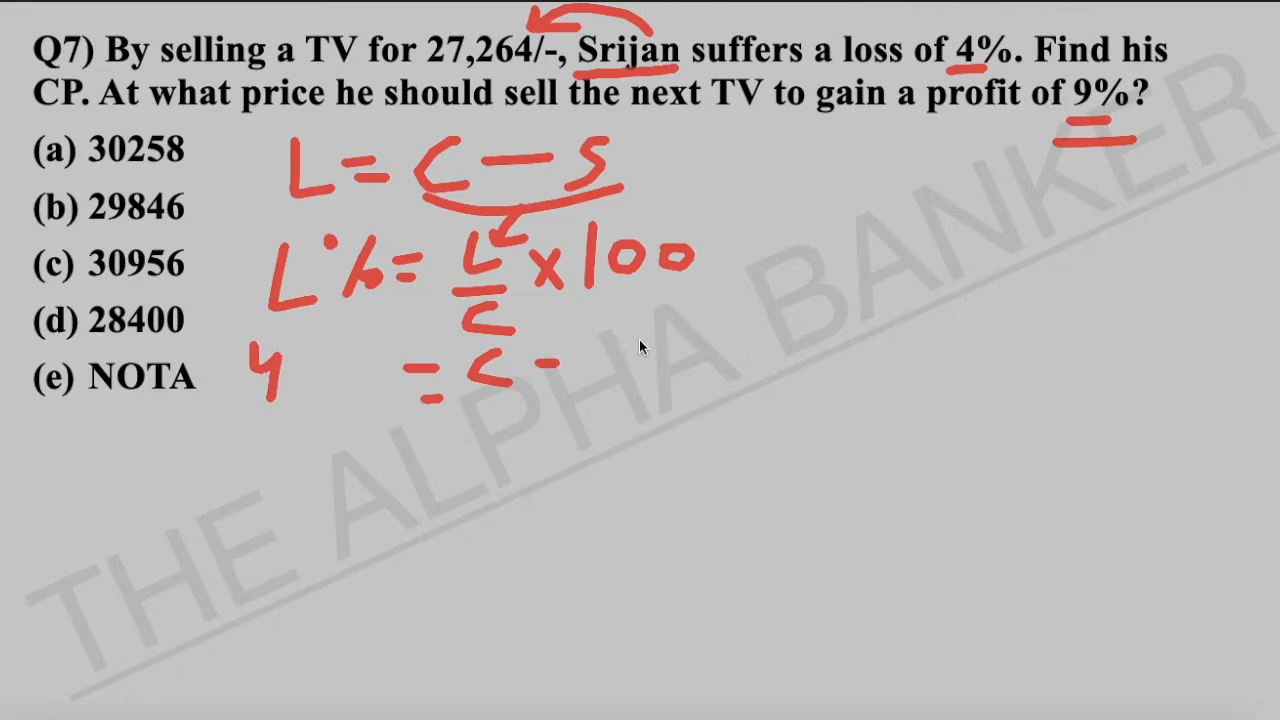 Q7) By selling a TV for 27,264/-, Srijan suffers a loss of 4%. Find his
CP. At what price he should sell the next TV to gain a profit of 9%?
(a) 30258
(b) 29846
(c) 30956
(d) 28400
(e) NOTA
L = C - S
L% = L/C × 100
4 = C -
THE ALPHA BANKER